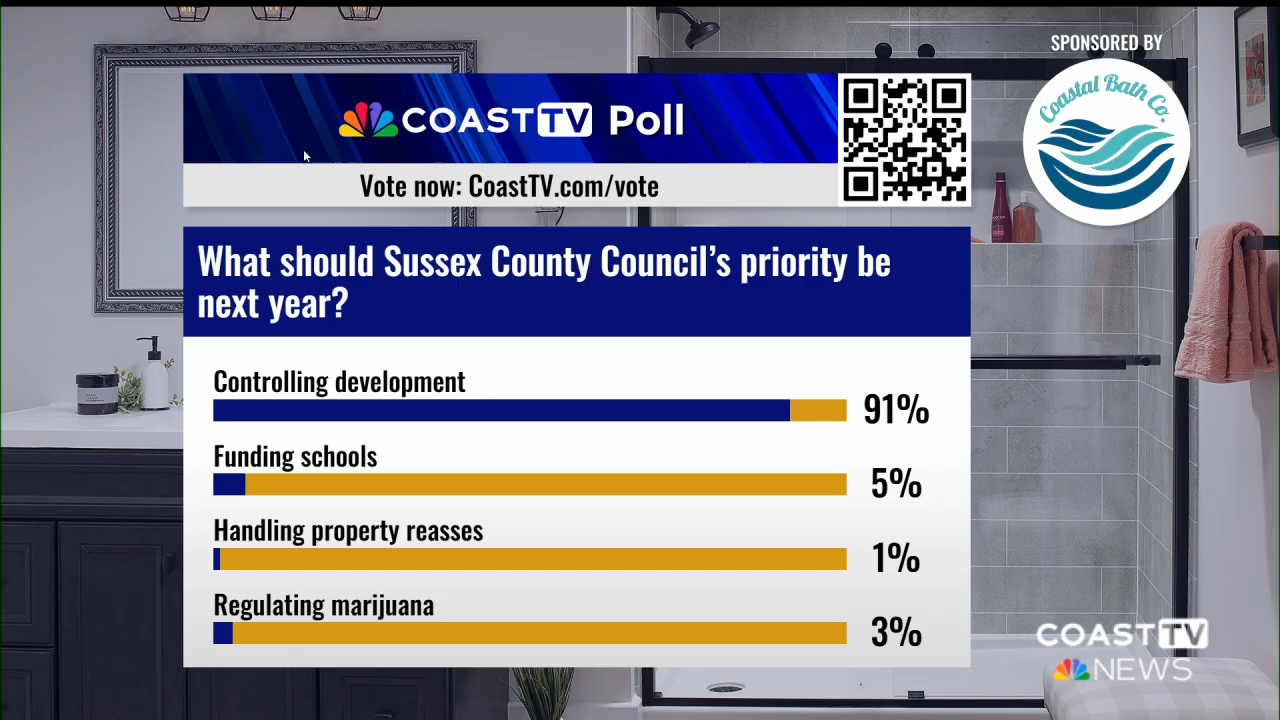 SPONSORED BY
Coastal Bath Co.
COAST TV Poll
Vote now: CoastTV.com/vote
What should Sussex County Council’s priority be
next year?
Controlling development
91%
Funding schools
5%
Handling property reasses
1%
Regulating marijuana
3%
COAST TV
NEWS